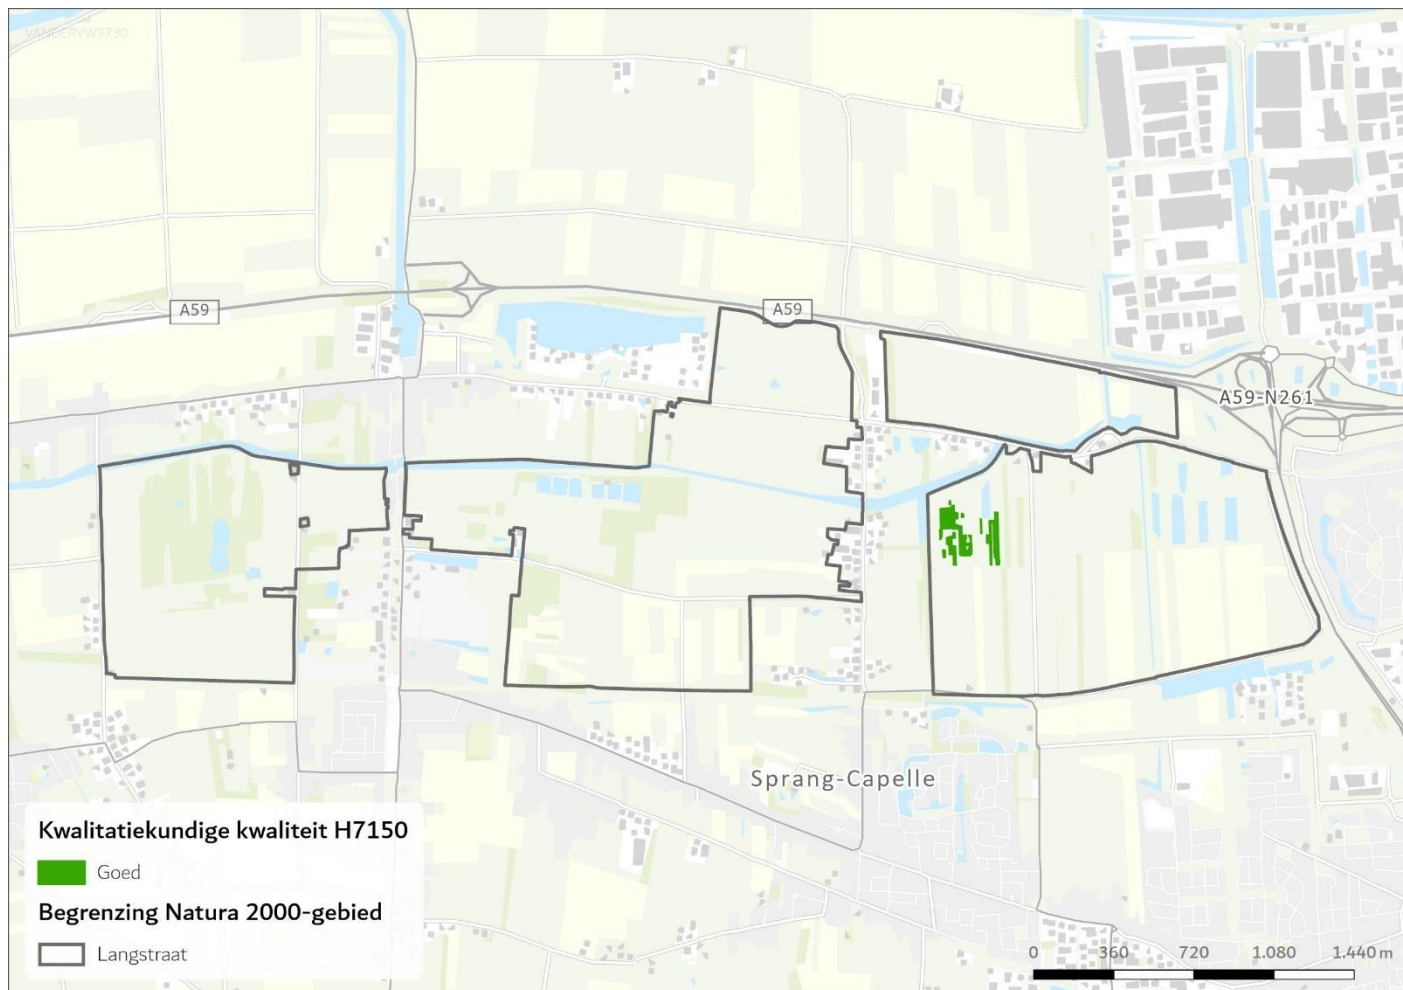 VANDERVW9730
A59
A59
A59-N261
Sprang-Capelle
Kwalitatiekundige kwaliteit H7150
Goed
Begrenzing Natura 2000-gebied
Langstraat
0 360 720 1.080 1.440 m